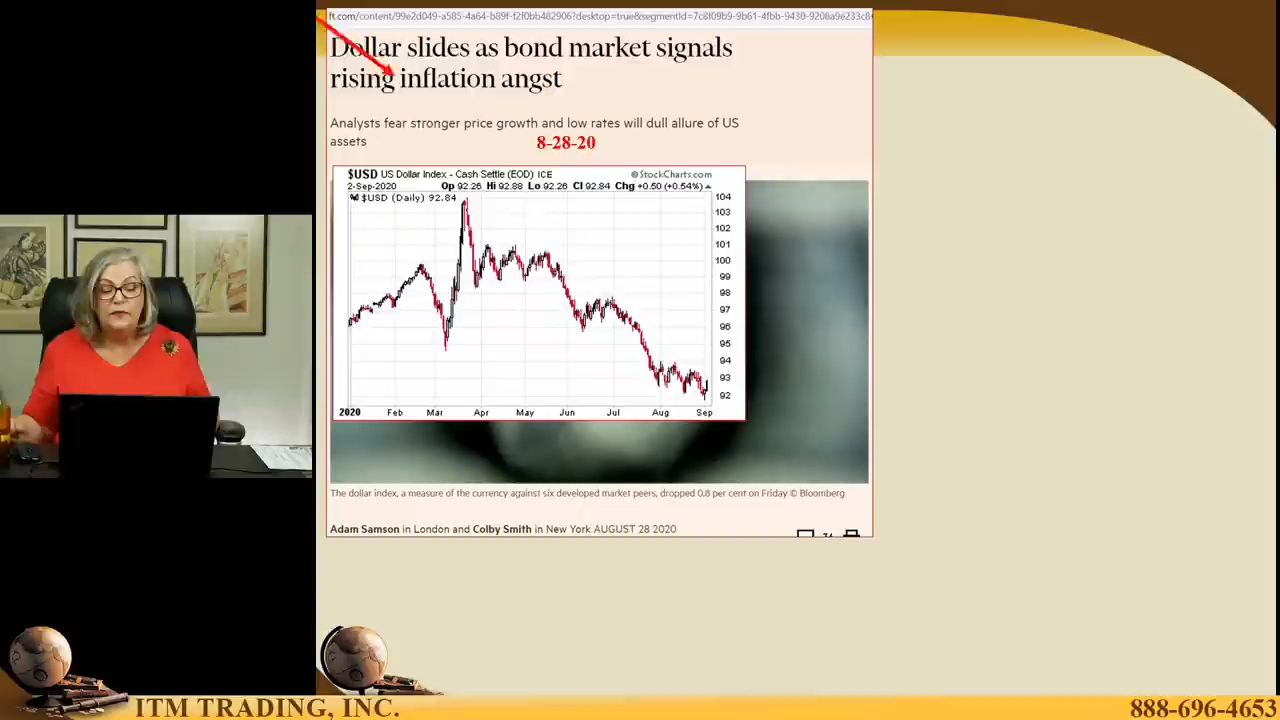 ft.com/content/99e2d049-a585-4a64-b89f-f2f0bb482906?desktop=true&segmentId=7c8f09b9-9b61-4fbb-9430-9208a9e233c8
Dollar slides as bond market signals
rising inflation angst
Analysts fear stronger price growth and low rates will dull allure of US
assets
8-28-20
$USD US Dollar Index - Cash Settle (EOD) ICE
© StockCharts.com
2-Sep-2020 Op 92.26 Hi 92.88 Lo 92.26 Cl 92.84 Chg +0.50 (+0.54%)
$USD (Daily) 92.84
104
103
102
101
100
99
98
97
96
95
94
93
92
2020 Feb Mar Apr May Jun Jul Aug Sep
The dollar index, a measure of the currency against six developed market peers, dropped 0.8 per cent on Friday © Bloomberg
Adam Samson in London and Colby Smith in New York AUGUST 28 2020
ITM TRADING, INC.
888-696-4653